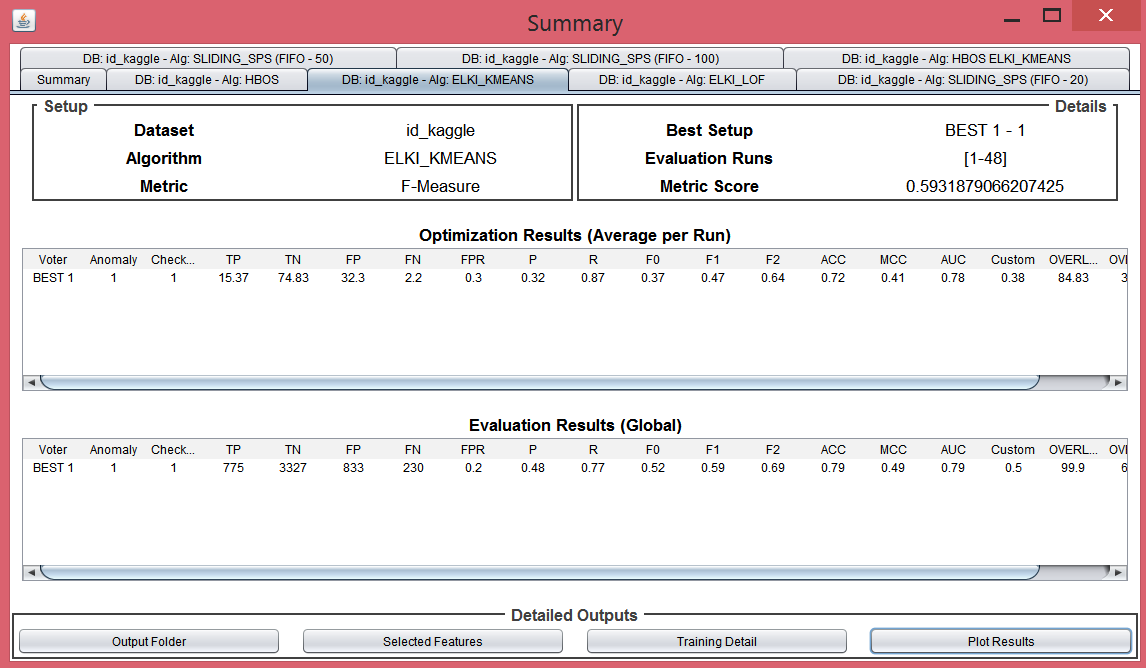 Summary
DB: id_kaggle - Alg: SLIDING_SPS (FIFO - 50) DB: id_kaggle - Alg: SLIDING_SPS (FIFO - 100) DB: id_kaggle - Alg: HBOS ELKI_KMEANS
Summary DB: id_kaggle - Alg: HBOS DB: id_kaggle - Alg: ELKI_KMEANS DB: id_kaggle - Alg: ELKI_LOF DB: id_kaggle - Alg: SLIDING_SPS (FIFO - 20)
Setup Details
Dataset id_kaggle Best Setup BEST 1 - 1
Algorithm ELKI_KMEANS Evaluation Runs [1-48]
Metric F-Measure Metric Score 0.5931879066207425
Optimization Results (Average per Run)
Voter Anomaly Check... TP TN FP FN FPR P R F0 F1 F2 ACC MCC AUC Custom OVERL... OVI
BEST 1 1 1 15.37 74.83 32.3 2.2 0.3 0.32 0.87 0.37 0.47 0.64 0.72 0.41 0.78 0.38 84.83 3
Evaluation Results (Global)
Voter Anomaly Check... TP TN FP FN FPR P R F0 F1 F2 ACC MCC AUC Custom OVERL... OVI
BEST 1 1 1 775 3327 833 230 0.2 0.48 0.77 0.52 0.59 0.69 0.79 0.49 0.79 0.5 99.9 6
Detailed Outputs
Output Folder Selected Features Training Detail Plot Results